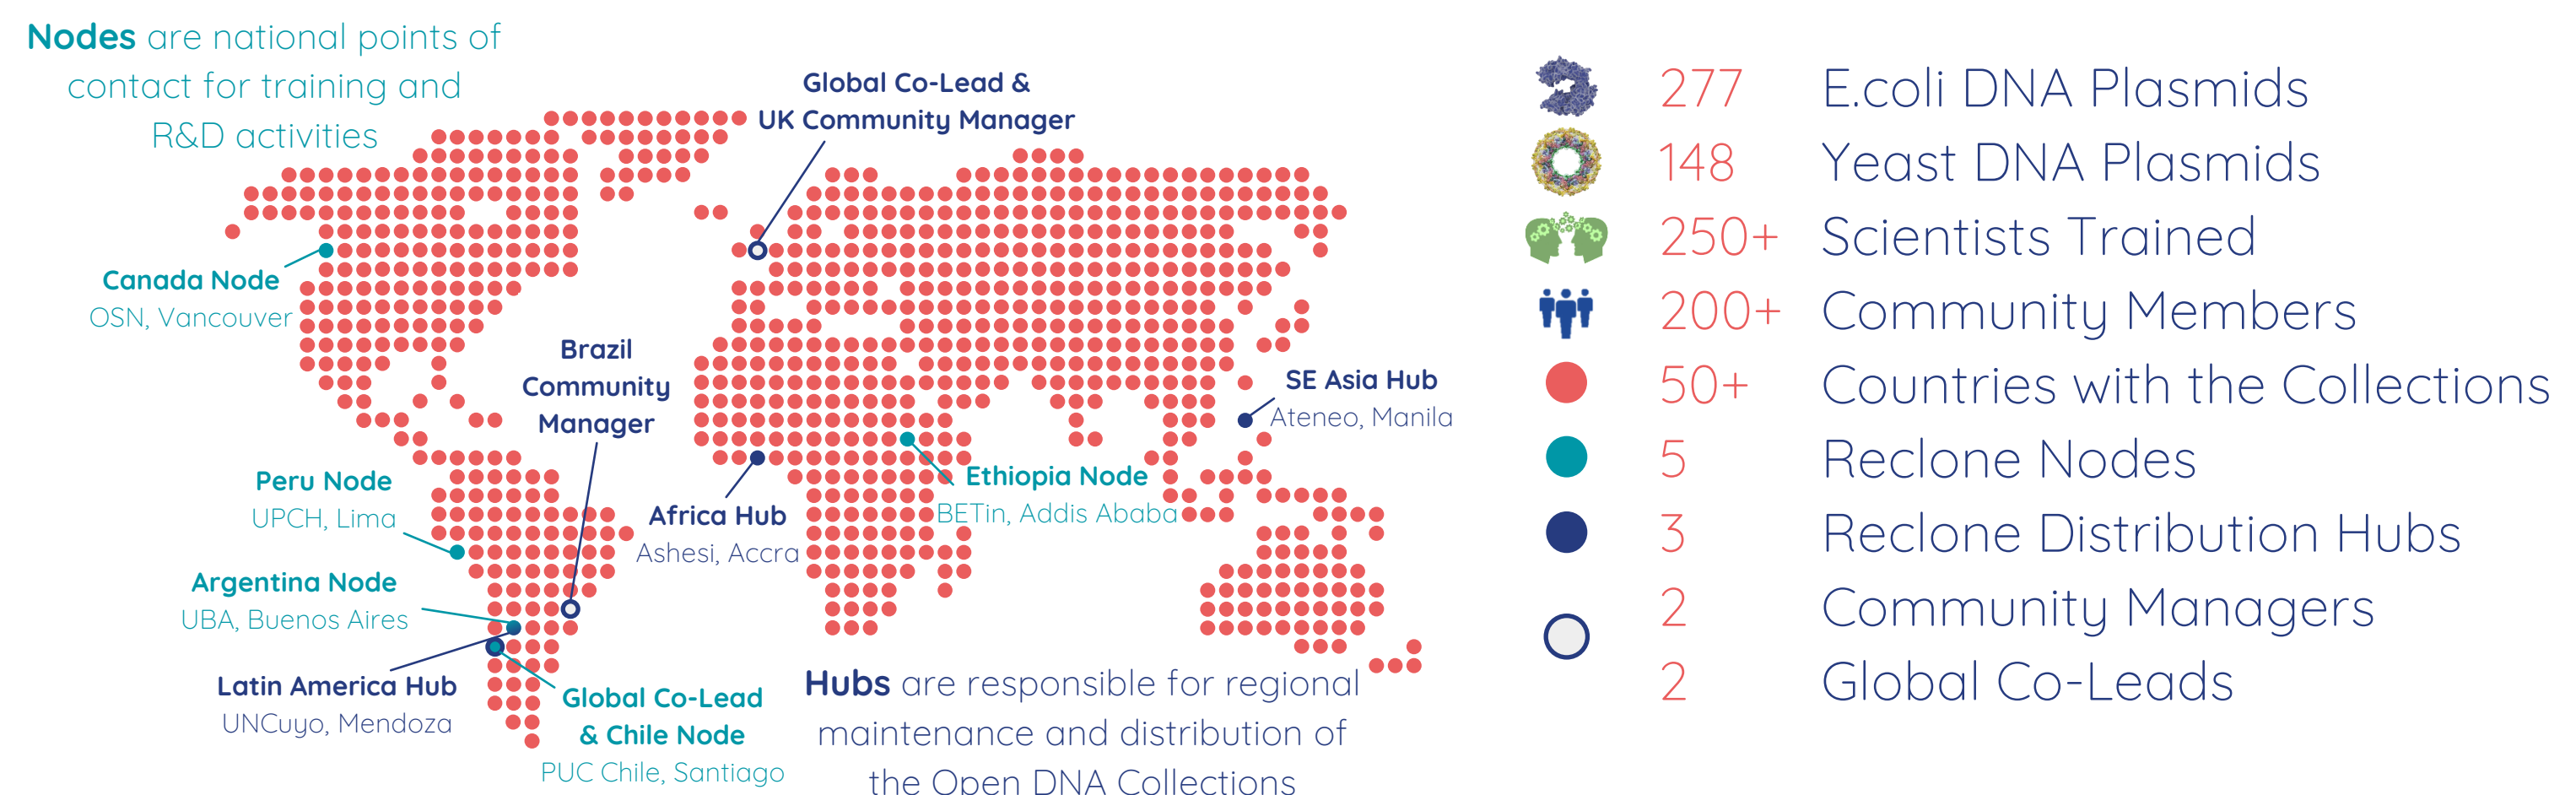 Nodes are national points of
contact for training and
R&D activities
Global Co-Lead &
UK Community Manager
Canada Node
OSN, Vancouver
Brazil
Community
Manager
SE Asia Hub
Ateneo, Manila
Peru Node
UPCH, Lima
Africa Hub
Ashesi, Accra
Ethiopia Node
BETin, Addis Ababa
Argentina Node
UBA, Buenos Aires
Latin America Hub
UNCuyo, Mendoza
Global Co-Lead
& Chile Node
PUC Chile, Santiago
Hubs are responsible for regional
maintenance and distribution of
the Open DNA Collections
277 E.coli DNA Plasmids
148 Yeast DNA Plasmids
250+ Scientists Trained
200+ Community Members
50+ Countries with the Collections
5 Reclone Nodes
3 Reclone Distribution Hubs
2 Community Managers
2 Global Co-Leads